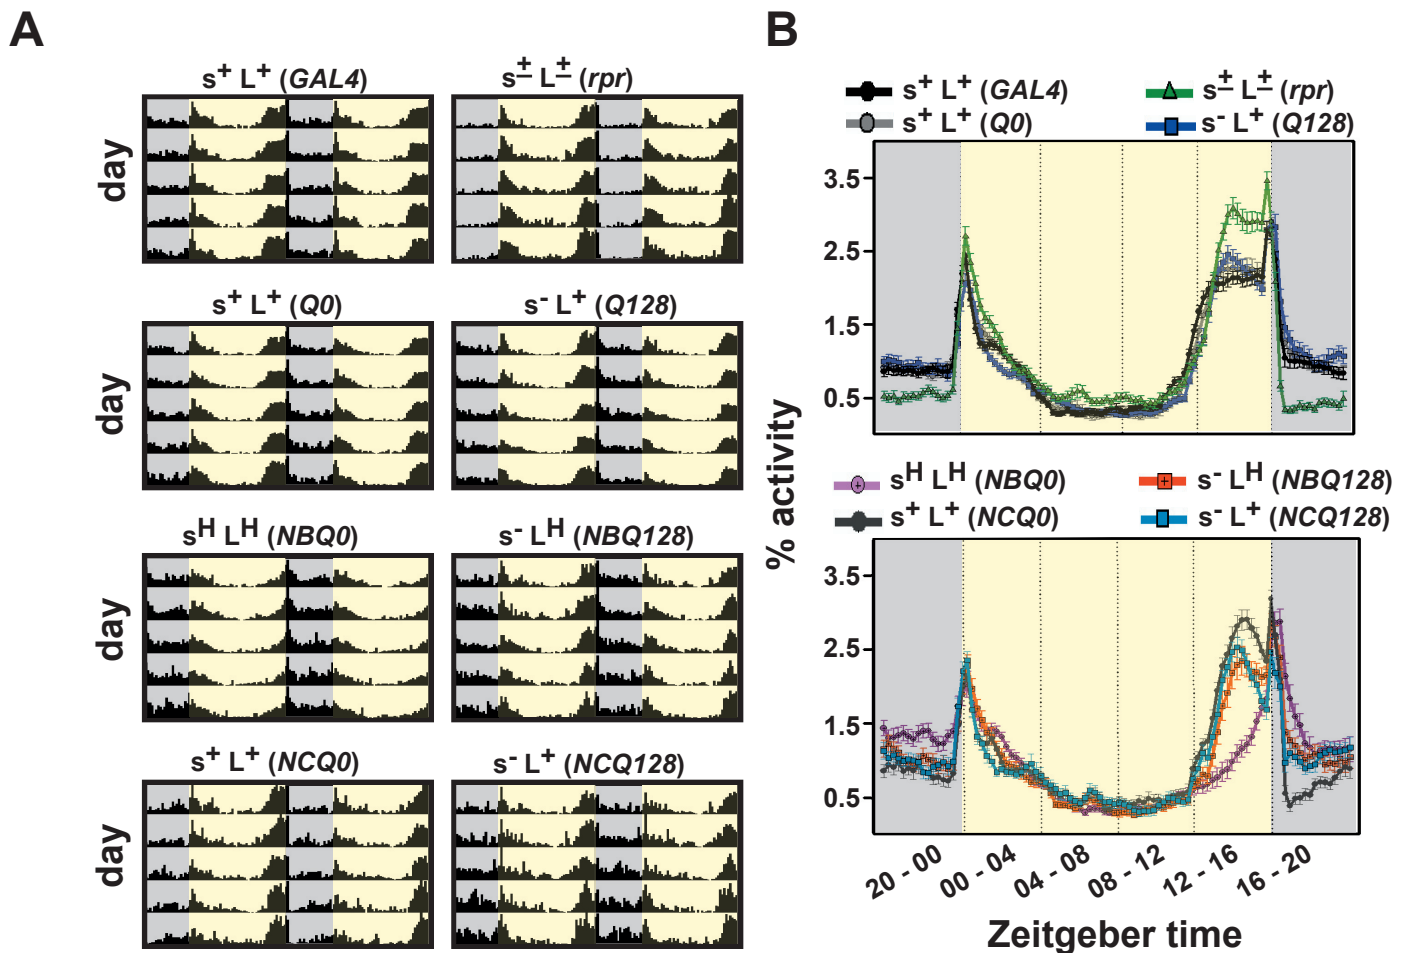 A
s+ L+ (GAL4)
s± L± (rpr)
day
s+ L+ (Q0)
s- L+ (Q128)
sH LH (NBQ0)
s- LH (NBQ128)
day
s+ L+ (NCQ0)
s- L+ (NCQ128)
day
B
s+ L+ (GAL4)
s± L± (rpr)
s+ L+ (Q0)
s- L+ (Q128)
3.5
2.5
1.5
0.5
% activity
sH LH (NBQ0)
s- LH (NBQ128)
s+ L+ (NCQ0)
s- L+ (NCQ128)
3.5
2.5
1.5
0.5
20 - 00
00 - 04
04 - 08
08 - 12
12 - 16
16 - 20
Zeitgeber time